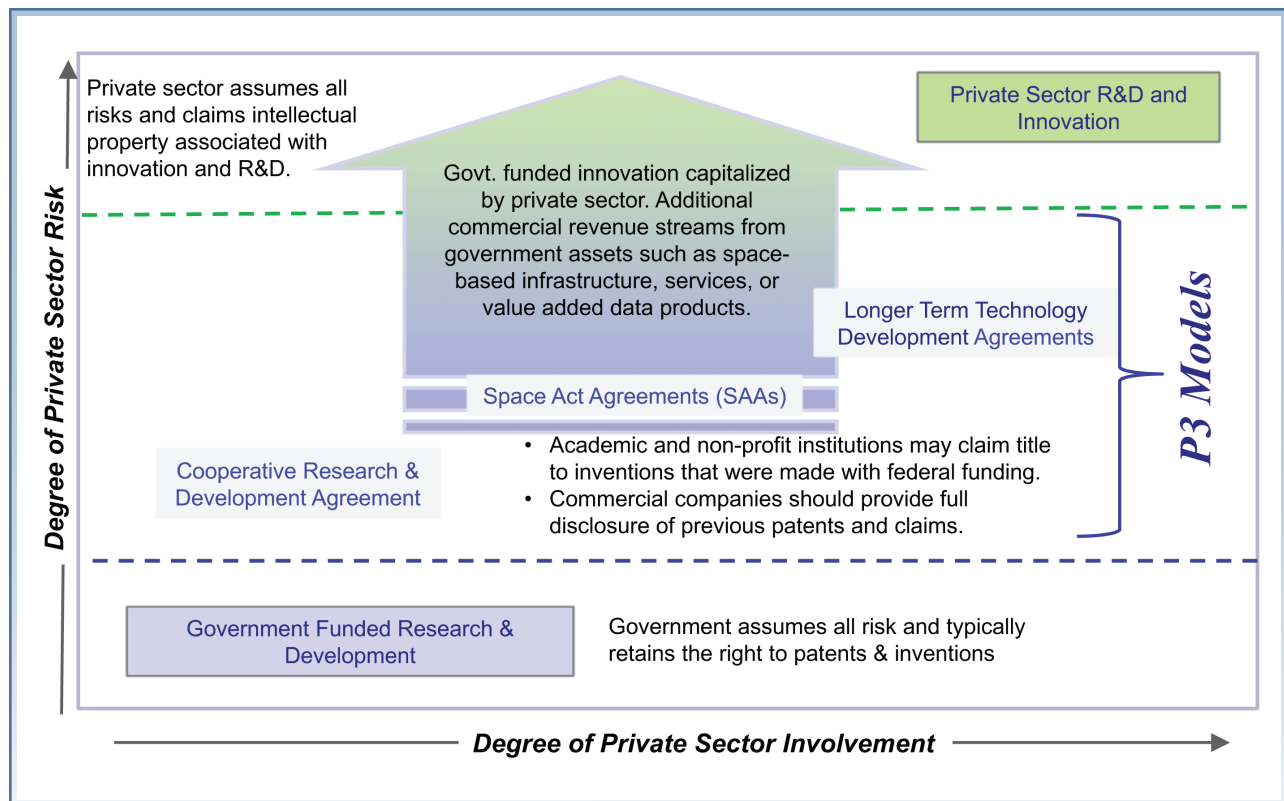 Private sector assumes all
risks and claims intellectual
property associated with
innovation and R&D.
Private Sector R&D and
Innovation
Govt. funded innovation capitalized
by private sector. Additional
commercial revenue streams from
government assets such as space-
based infrastructure, services, or
value added data products.
Longer Term Technology
Development Agreements
P3 Models
Space Act Agreements (SAAs)
Cooperative Research &
Development Agreement
• Academic and non-profit institutions may claim title
to inventions that were made with federal funding.
• Commercial companies should provide full
disclosure of previous patents and claims.
Government Funded Research &
Development
Government assumes all risk and typically
retains the right to patents & inventions
Degree of Private Sector Risk
Degree of Private Sector Involvement